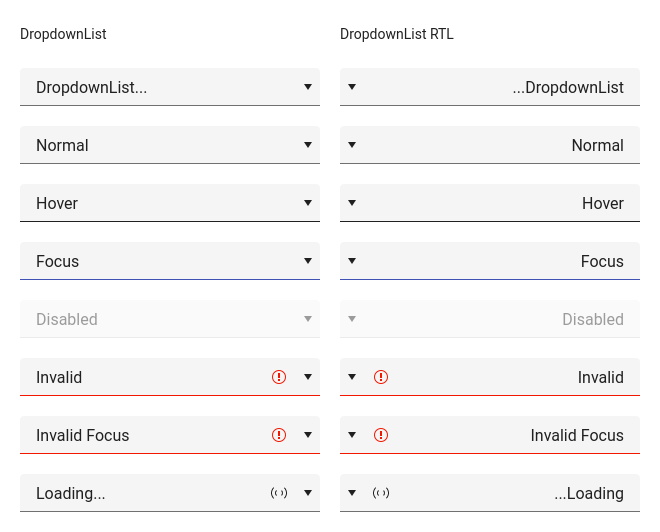 DropdownList
DropdownList RTL
DropdownList...
...DropdownList
Normal
Normal
Hover
Hover
Focus
Focus
Disabled
Disabled
Invalid
Invalid
Invalid Focus
Invalid Focus
Loading...
...Loading